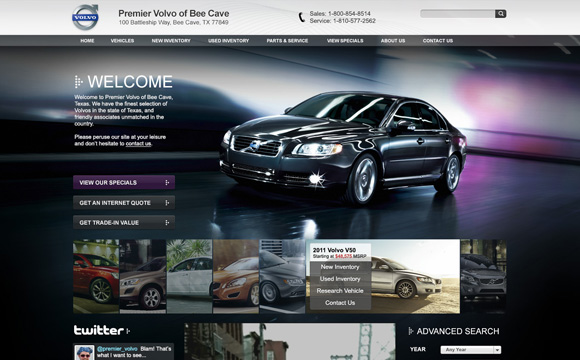 VOLVO
Premier Volvo of Bee Cave
100 Battleship Way, Bee Cave, TX 77849
Sales: 1-800-854-8514
Service: 1-810-577-2562
HOME VEHICLES NEW INVENTORY USED INVENTORY PARTS & SERVICE VIEW SPECIALS ABOUT US CONTACT US
WELCOME
Welcome to Premier Volvo of Bee Cave,
Texas. We have the finest selection of
Volvos in the state of Texas, and
friendly associates unmatched in the
country.
Please peruse our site at your leisure
and don't hesitate to contact us.
VIEW OUR SPECIALS
GET AN INTERNET QUOTE
GET TRADE-IN VALUE
2011 Volvo V50
Starting at $48,575 MSRP
New Inventory
Used Inventory
Research Vehicle
Contact Us
twitter
@premier_volvo Blam! That's
what I want to see...
ADVANCED SEARCH
YEAR Any Year